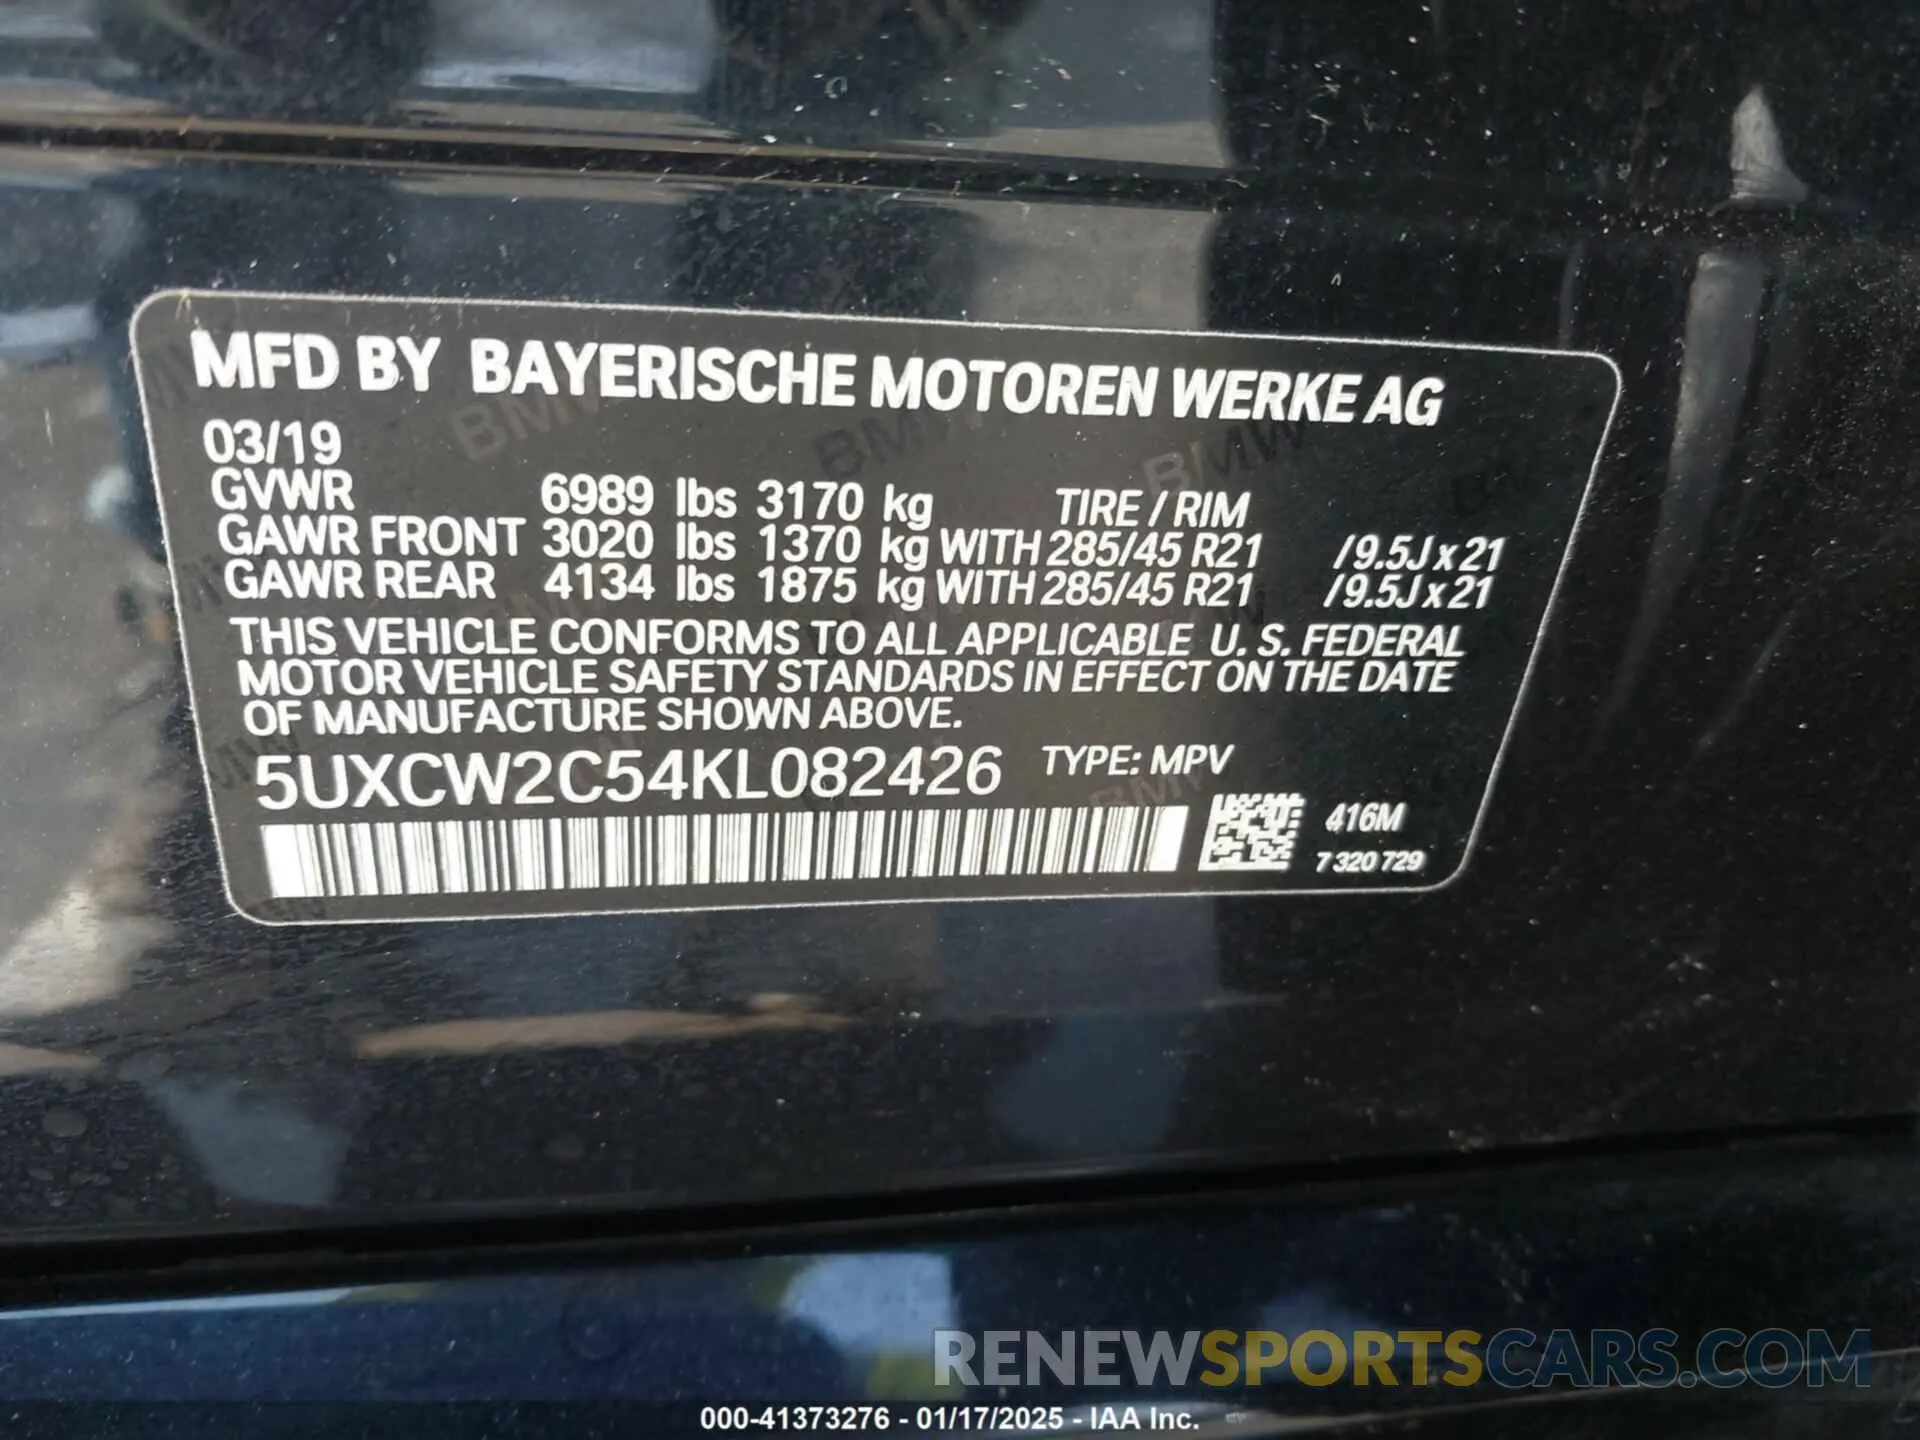 MFD BY BAYERISCHE MOTOREN WERKE AG
03/19
GVWR 6989 lbs 3170 kg TIRE / RIM
GAWR FRONT 3020 lbs 1370 kg WITH 285/45 R21 /9.5J x 21
GAWR REAR 4134 lbs 1875 kg WITH 285/45 R21 /9.5J x 21
THIS VEHICLE CONFORMS TO ALL APPLICABLE U. S. FEDERAL
MOTOR VEHICLE SAFETY STANDARDS IN EFFECT ON THE DATE
OF MANUFACTURE SHOWN ABOVE.
5UXCW2C54KL082426 TYPE: MPV
416M
7 320 729
RENEWSPORTSCARS.COM
000-41373276 - 01/17/2025 - IAA Inc.